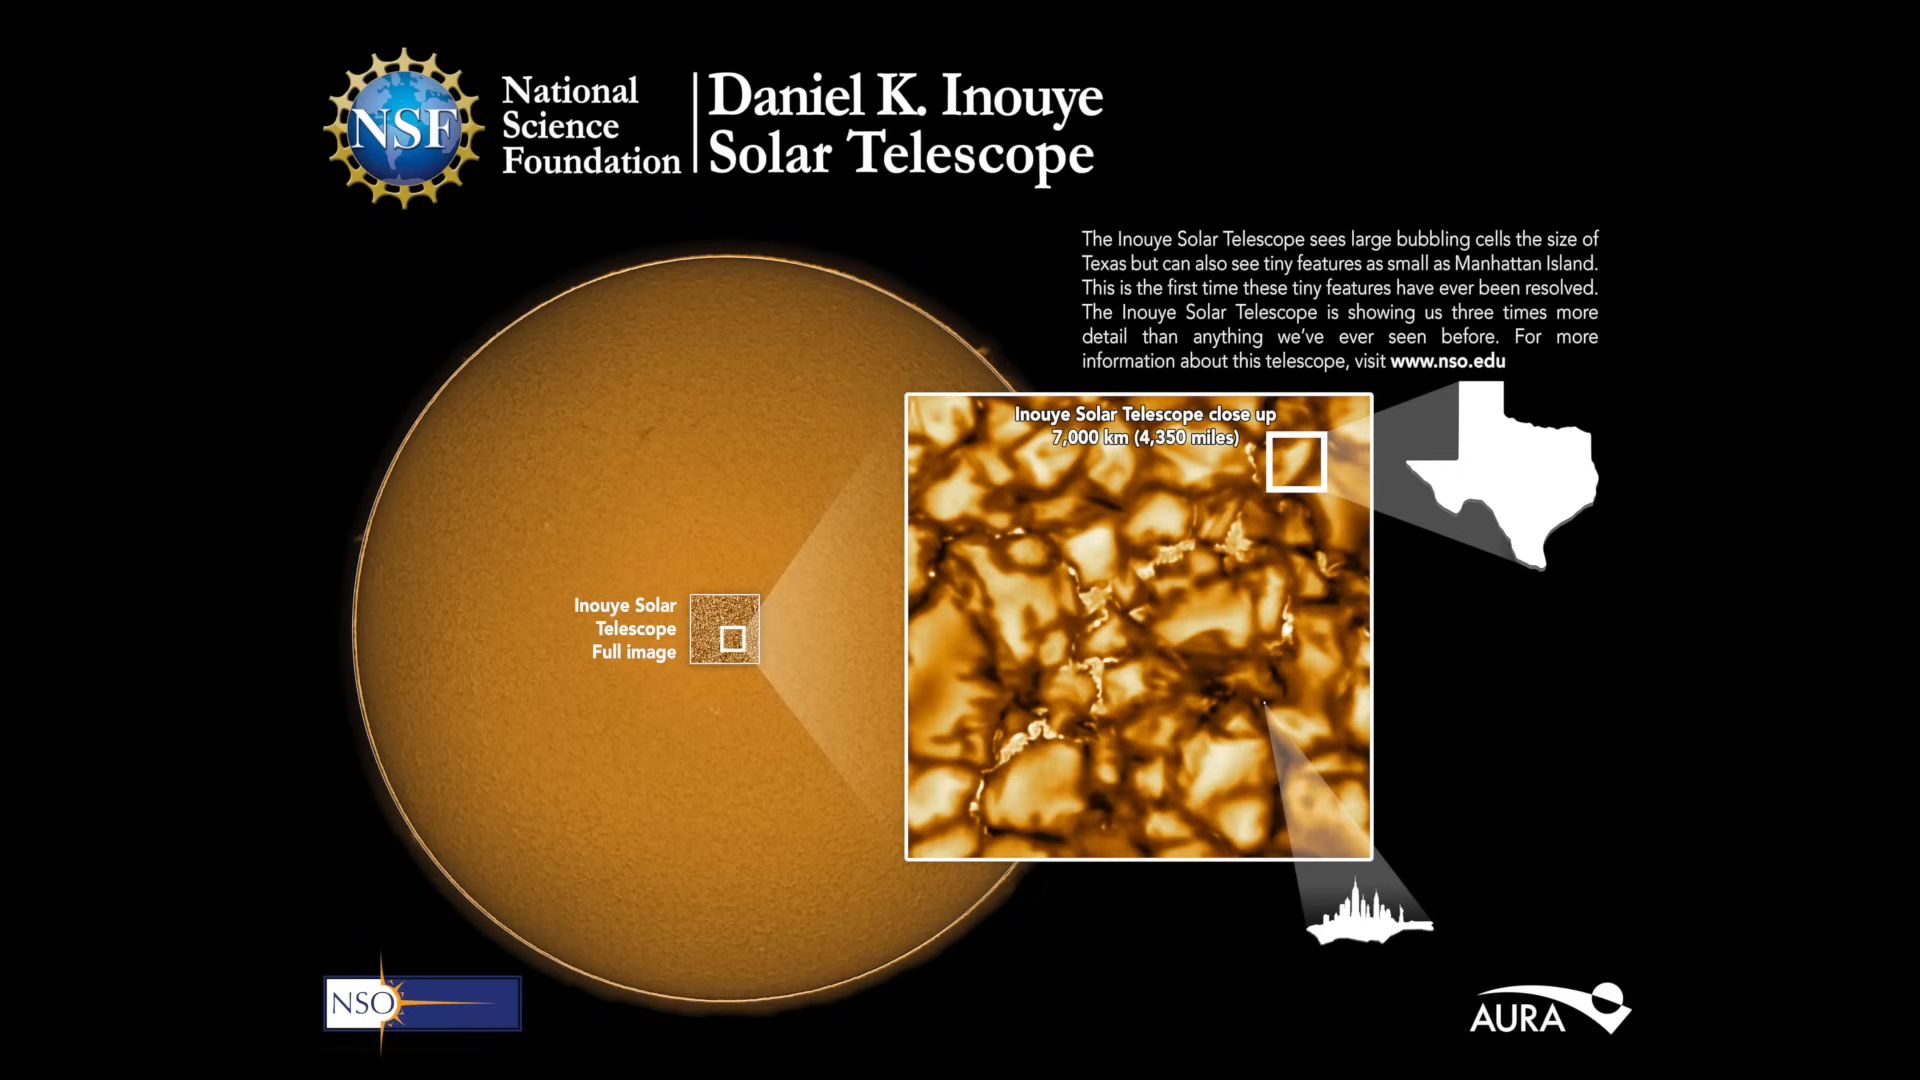 NSF
National
Science
Foundation
Daniel K. Inouye
Solar Telescope
The Inouye Solar Telescope sees large bubbling cells the size of
Texas but can also see tiny features as small as Manhattan Island.
This is the first time these tiny features have ever been resolved.
The Inouye Solar Telescope is showing us three times more
detail than anything we've ever seen before. For more
information about this telescope, visit www.nso.edu
Inouye Solar Telescope close up
7,000 km (4,350 miles)
Inouye Solar
Telescope
Full image
NSO
AURA